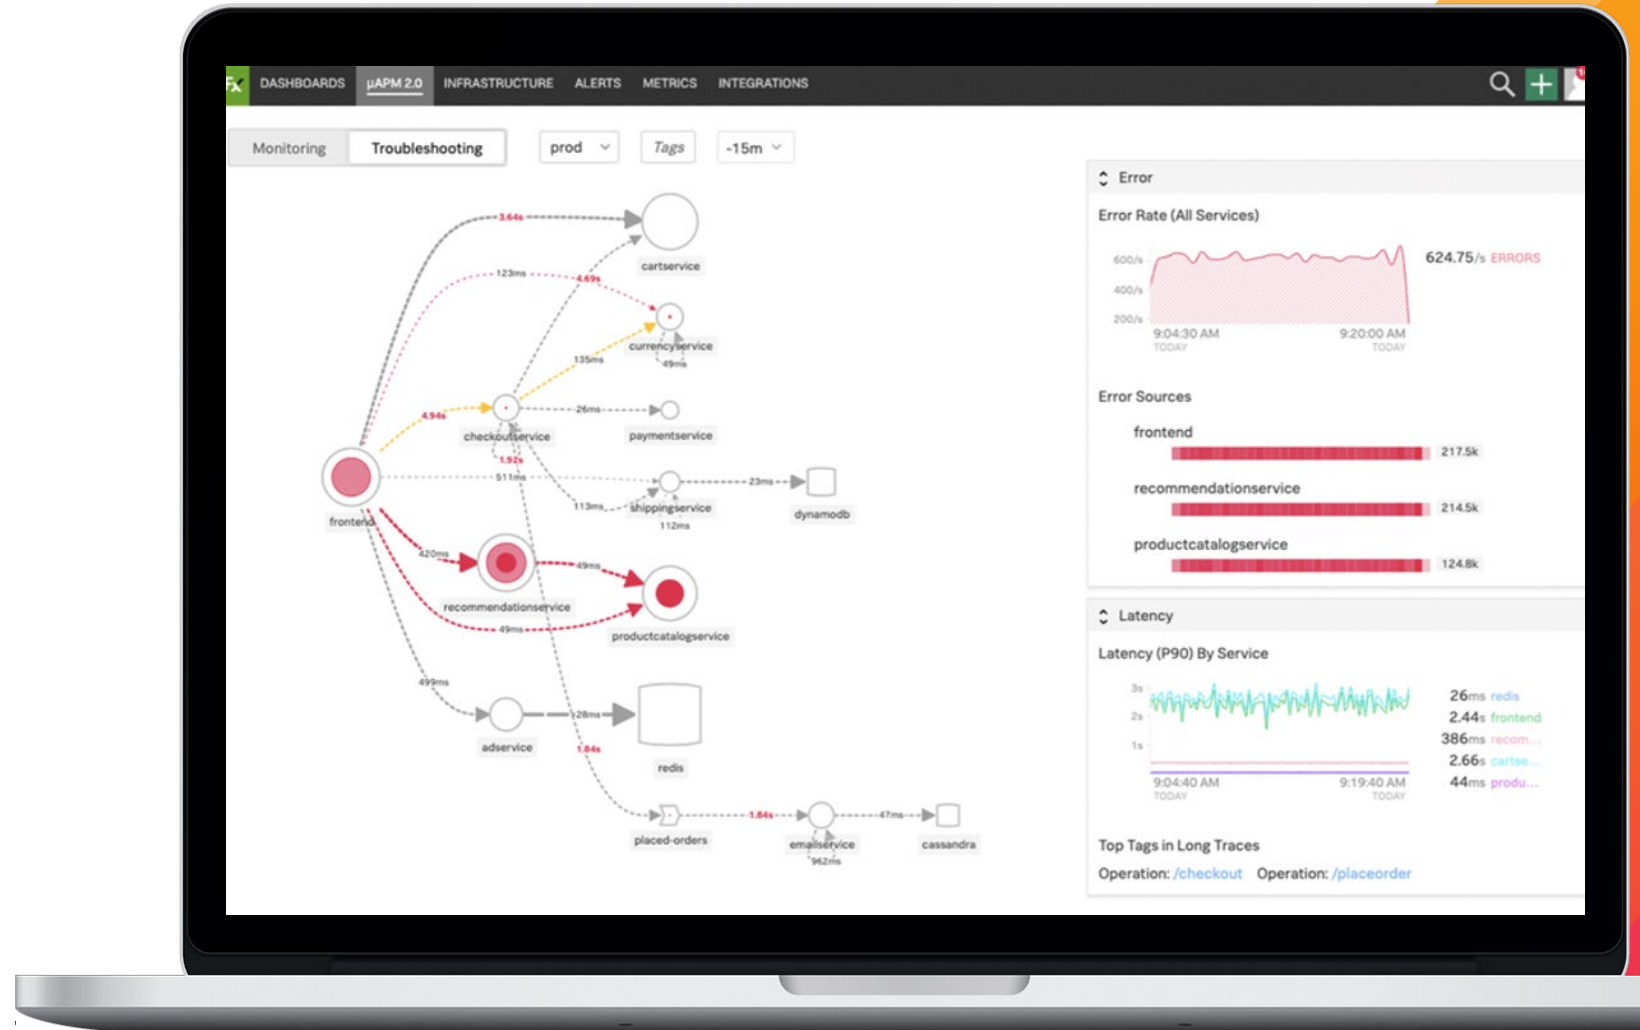 Fx DASHBOARDS µAPM 2.0 INFRASTRUCTURE ALERTS METRICS INTEGRATIONS
Monitoring Troubleshooting prod Tags -15m
3.64s
cartservice
123ms
4.69s
currencyservice
49ms
135ms
4.94s
checkoutservice
26ms
paymentservice
1.92s
511ms
113ms
shippingservice
112ms
23ms
dynamodb
frontend
420ms
recommendationservice
49ms
49ms
productcatalogservice
499ms
adservice
28ms
redis
1.84s
placed-orders
1.84s
emailservice
962ms
47ms
cassandra
Error
Error Rate (All Services)
600/s
400/s
200/s
624.75/s ERRORS
9:04:30 AM 9:20:00 AM
TODAY TODAY
Error Sources
frontend
217.5k
recommendationservice
214.5k
productcatalogservice
124.8k
Latency
Latency (P90) By Service
3s
2s
1s
26ms redis
2.44s frontend
386ms recom...
2.66s cartse...
44ms produ...
9:04:40 AM 9:19:40 AM
TODAY TODAY
Top Tags in Long Traces
Operation: /checkout Operation: /placeorder